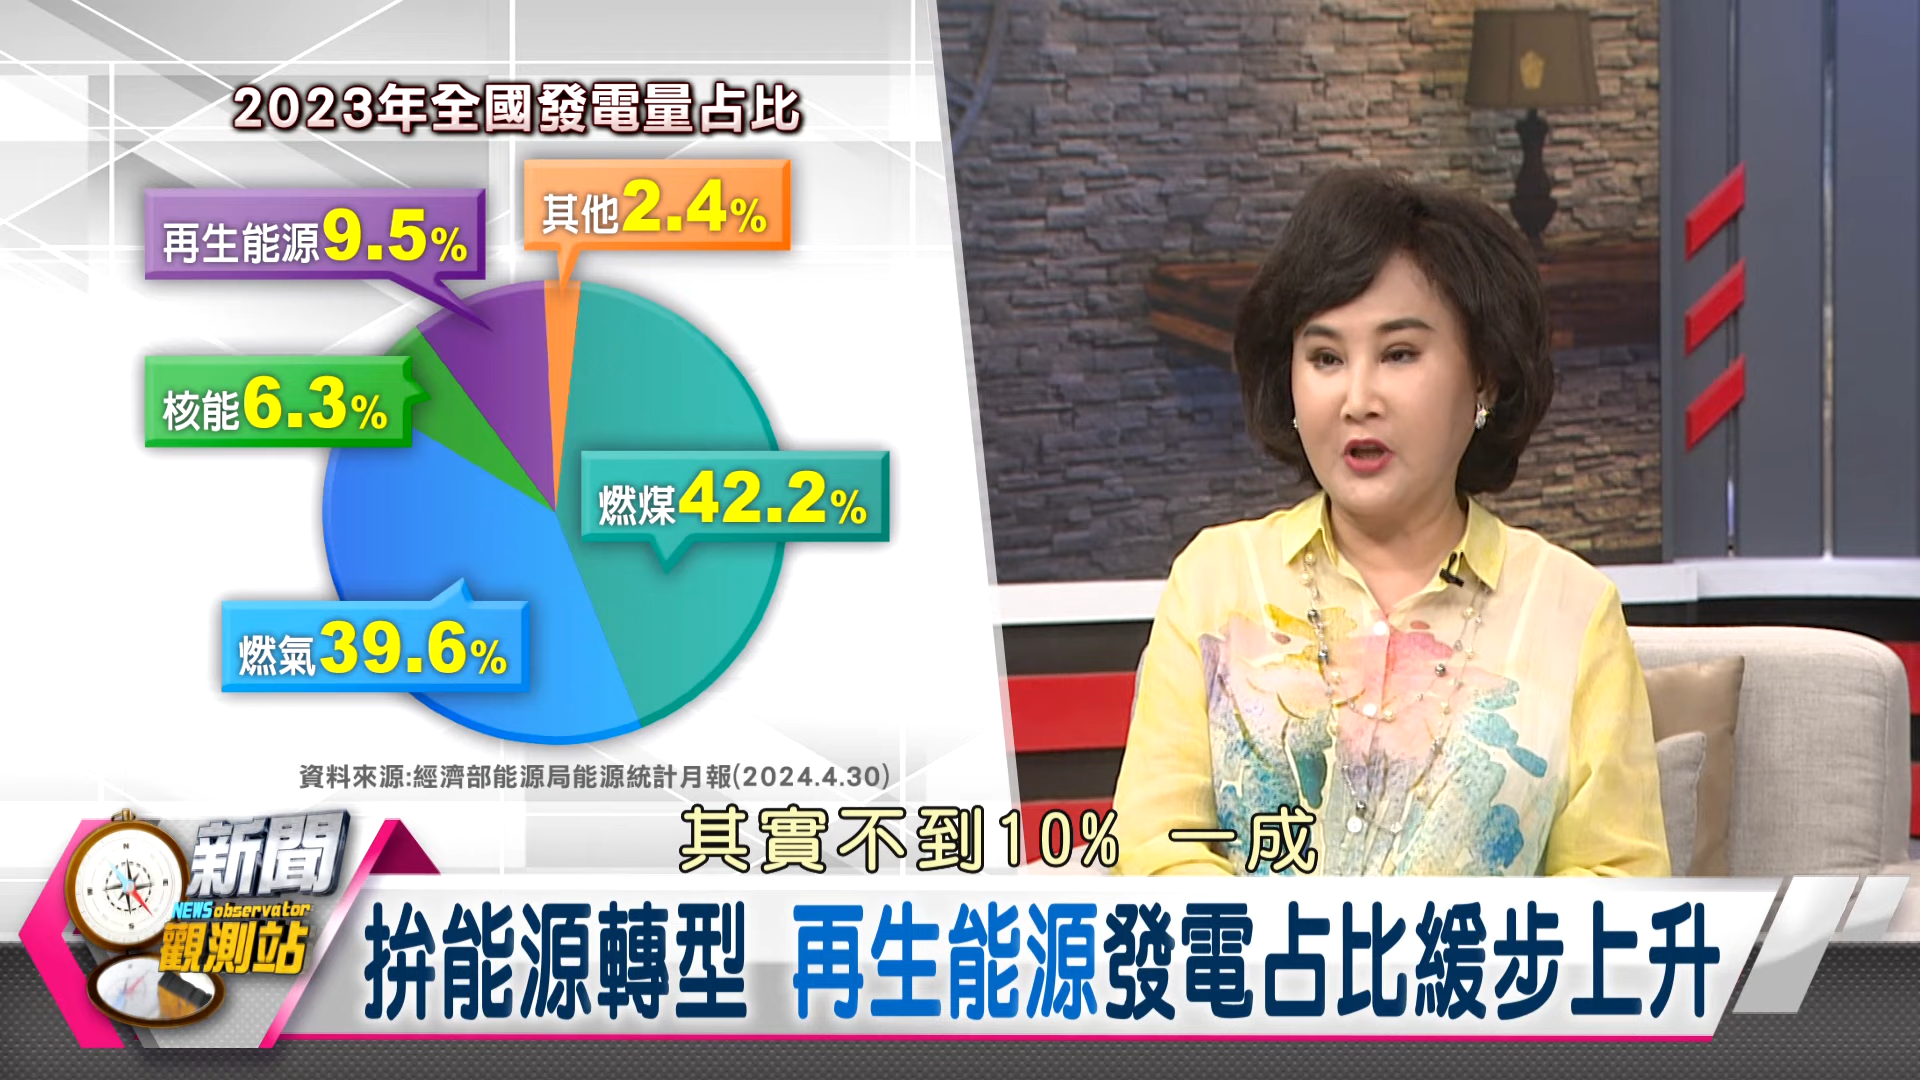 2023年全國發電量占比
再生能源9.5%
其他2.4%
核能6.3%
燃煤42.2%
燃氣39.6%
資料來源:經濟部能源局能源統計月報(2024.4.30)
其實不到10% 一成
新聞
NEWS observator
觀測站
拚能源轉型 再生能源發電占比緩步上升